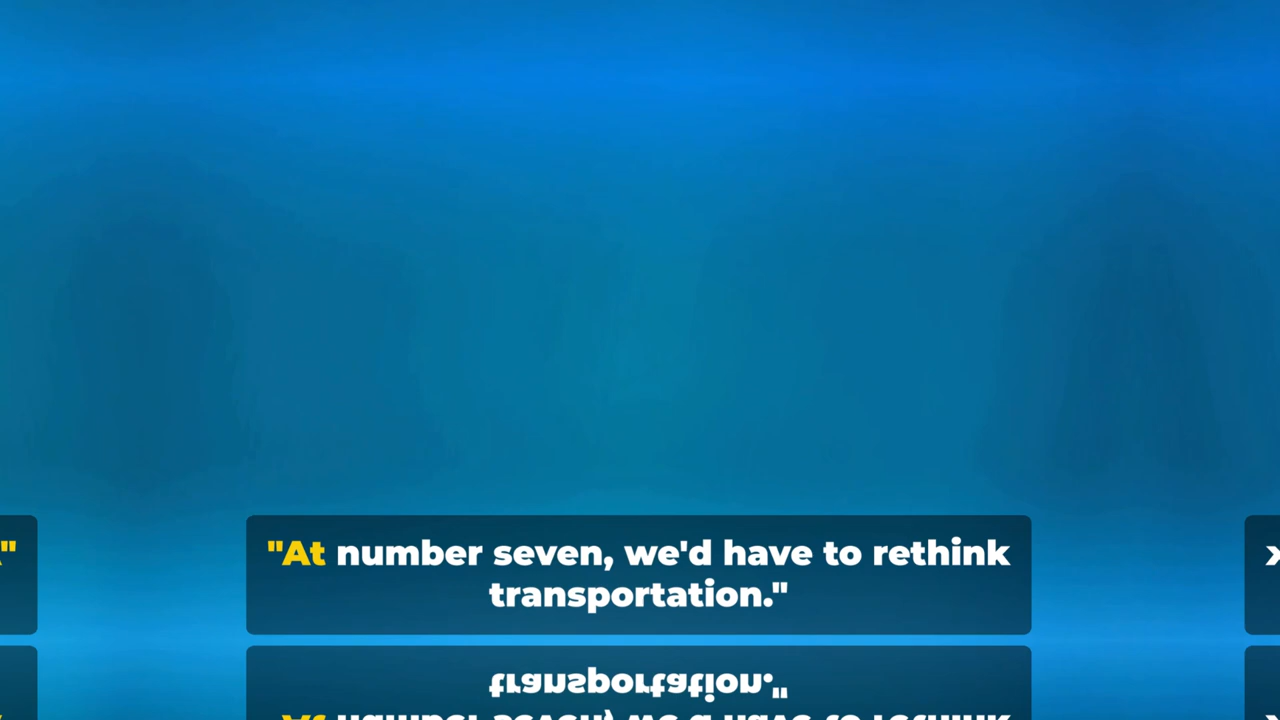 "At number seven, we'd have to rethink
transportation."